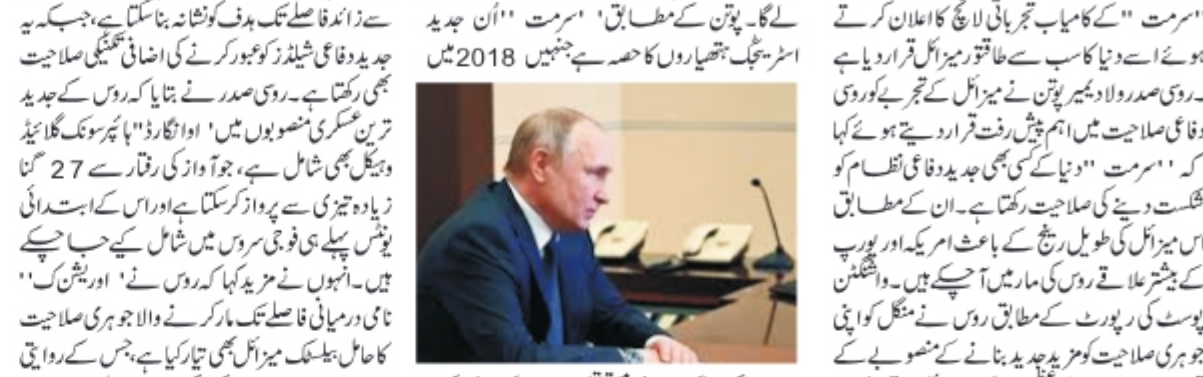 'سرمت ''کے کامیاب تجرباتی لانچ کا اعلان کرتے
ہوئے اسے دنیا کا سب سے طاقتور میزائل قرار دیا ہے
۔روسی صدر ولادیمیر پوتن نے میزائل کے تجربے کو روسی
دفاعی صلاحیت میں اہم پیش رفت قرار دیتے ہوئے کہا
کہ ''سرمت ''دنیا کے کسی بھی جدید دفاعی نظام کو
شکست دینے کی صلاحیت رکھتا ہے۔ ان کے مطابق
اس میزائل کی طویل رینج کے باعث امریکہ اور یورپ
کے بیشتر علاقے روس کی مار میں آ چکے ہیں۔ واشنگٹن
پوسٹ کی رپورٹ کے مطابق روس نے منگل کو اپنی
جوہری صلاحیت کو مزید جدید بنانے کے منصوبے کے
لے گا۔ پوتن کے مطابق' 'سرمت ''اُن جدید
اسٹریٹجک ہتھیاروں کا حصہ ہے جنہیں 2018 میں
سے زائد فاصلے تک ہدف کو نشانہ بنا سکتا ہے، جبکہ یہ
جدید دفاعی شیلڈز کو عبور کرنے کی اضافی تکنیکی صلاحیت
بھی رکھتا ہے۔ روسی صدر نے بتایا کہ روس کے جدید
ترین عسکری منصوبوں میں' اوانگارڈ"ہائپرسونک گلائیڈ
وہیکل بھی شامل ہے، جو آواز کی رفتار سے 27 گنا
زیادہ تیزی سے پرواز کر سکتا ہے اور اس کے ابتدائی
یونٹس پہلے ہی فوجی سروس میں شامل کیے جا چکے
ہیں۔ انہوں نے مزید کہا کہ روس نے' اوریشن ک''
نامی درمیانی فاصلے تک مار کرنے والا جوہری صلاحیت
کا حامل بیلسٹک میزائل بھی تیار کیا ہے، جس کے روایتی